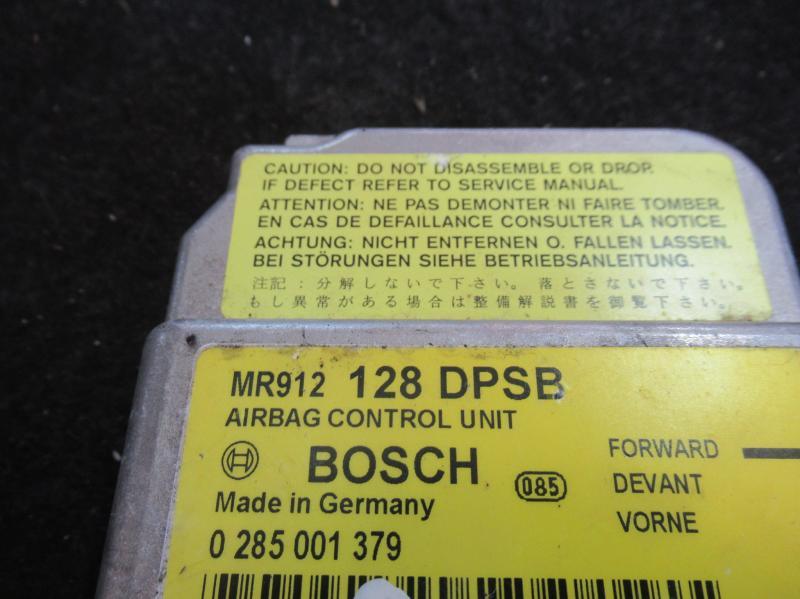 CAUTION: DO NOT DISASSEMBLE OR DROP.
IF DEFECT REFER TO SERVICE MANUAL.
ATTENTION: NE PAS DEMONTER NI FAIRE TOMBER.
EN CAS DE DEFAILLANCE CONSULTER LA NOTICE.
ACHTUNG: NICHT ENTFERNEN O. FALLEN LASSEN.
BEI STÖRUNGEN SIEHE BETRIEBSANLEITUNG.
注記：分解しないで下さい。落とさないで下さい。
もし異常がある場合は整備解説書を御覧下さい。
MR912 128 DPSB
AIRBAG CONTROL UNIT
BOSCH
085
FORWARD
DEVANT
VORNE
Made in Germany
0 285 001 379